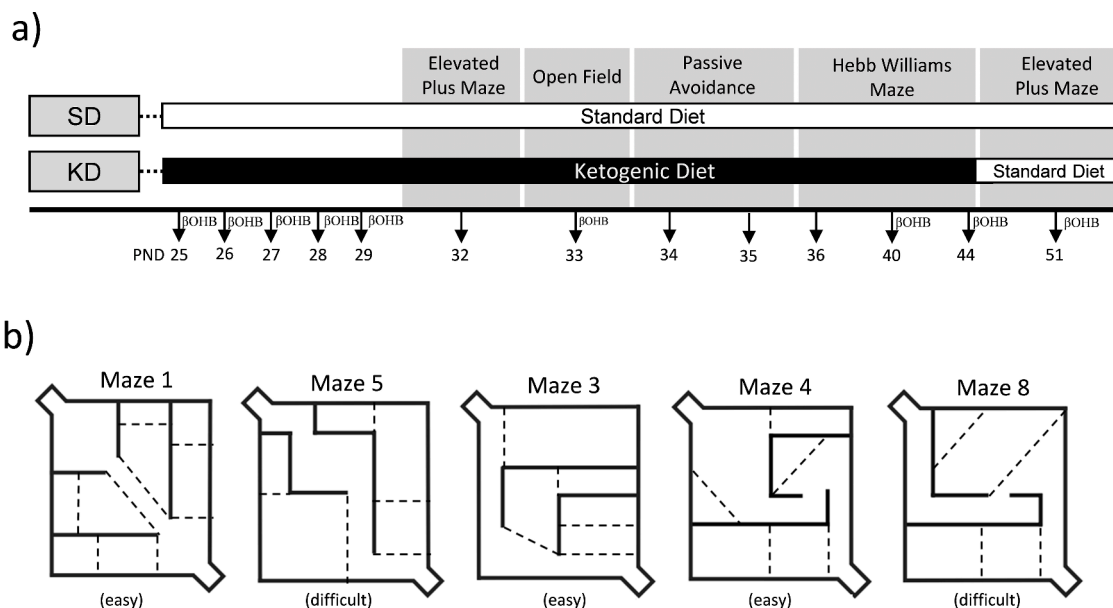 a)
Elevated
Plus Maze
Open Field
Passive
Avoidance
Hebb Williams
Maze
Elevated
Plus Maze
SD
Standard Diet
KD
Ketogenic Diet
Standard Diet
βOHB βOHB βOHB βOHB βOHB βOHB βOHB βOHB βOHB
PND 25 26 27 28 29 32 33 34 35 36 40 44 51
b)
Maze 1 Maze 5 Maze 3 Maze 4 Maze 8
(easy) (difficult) (easy) (easy) (difficult)